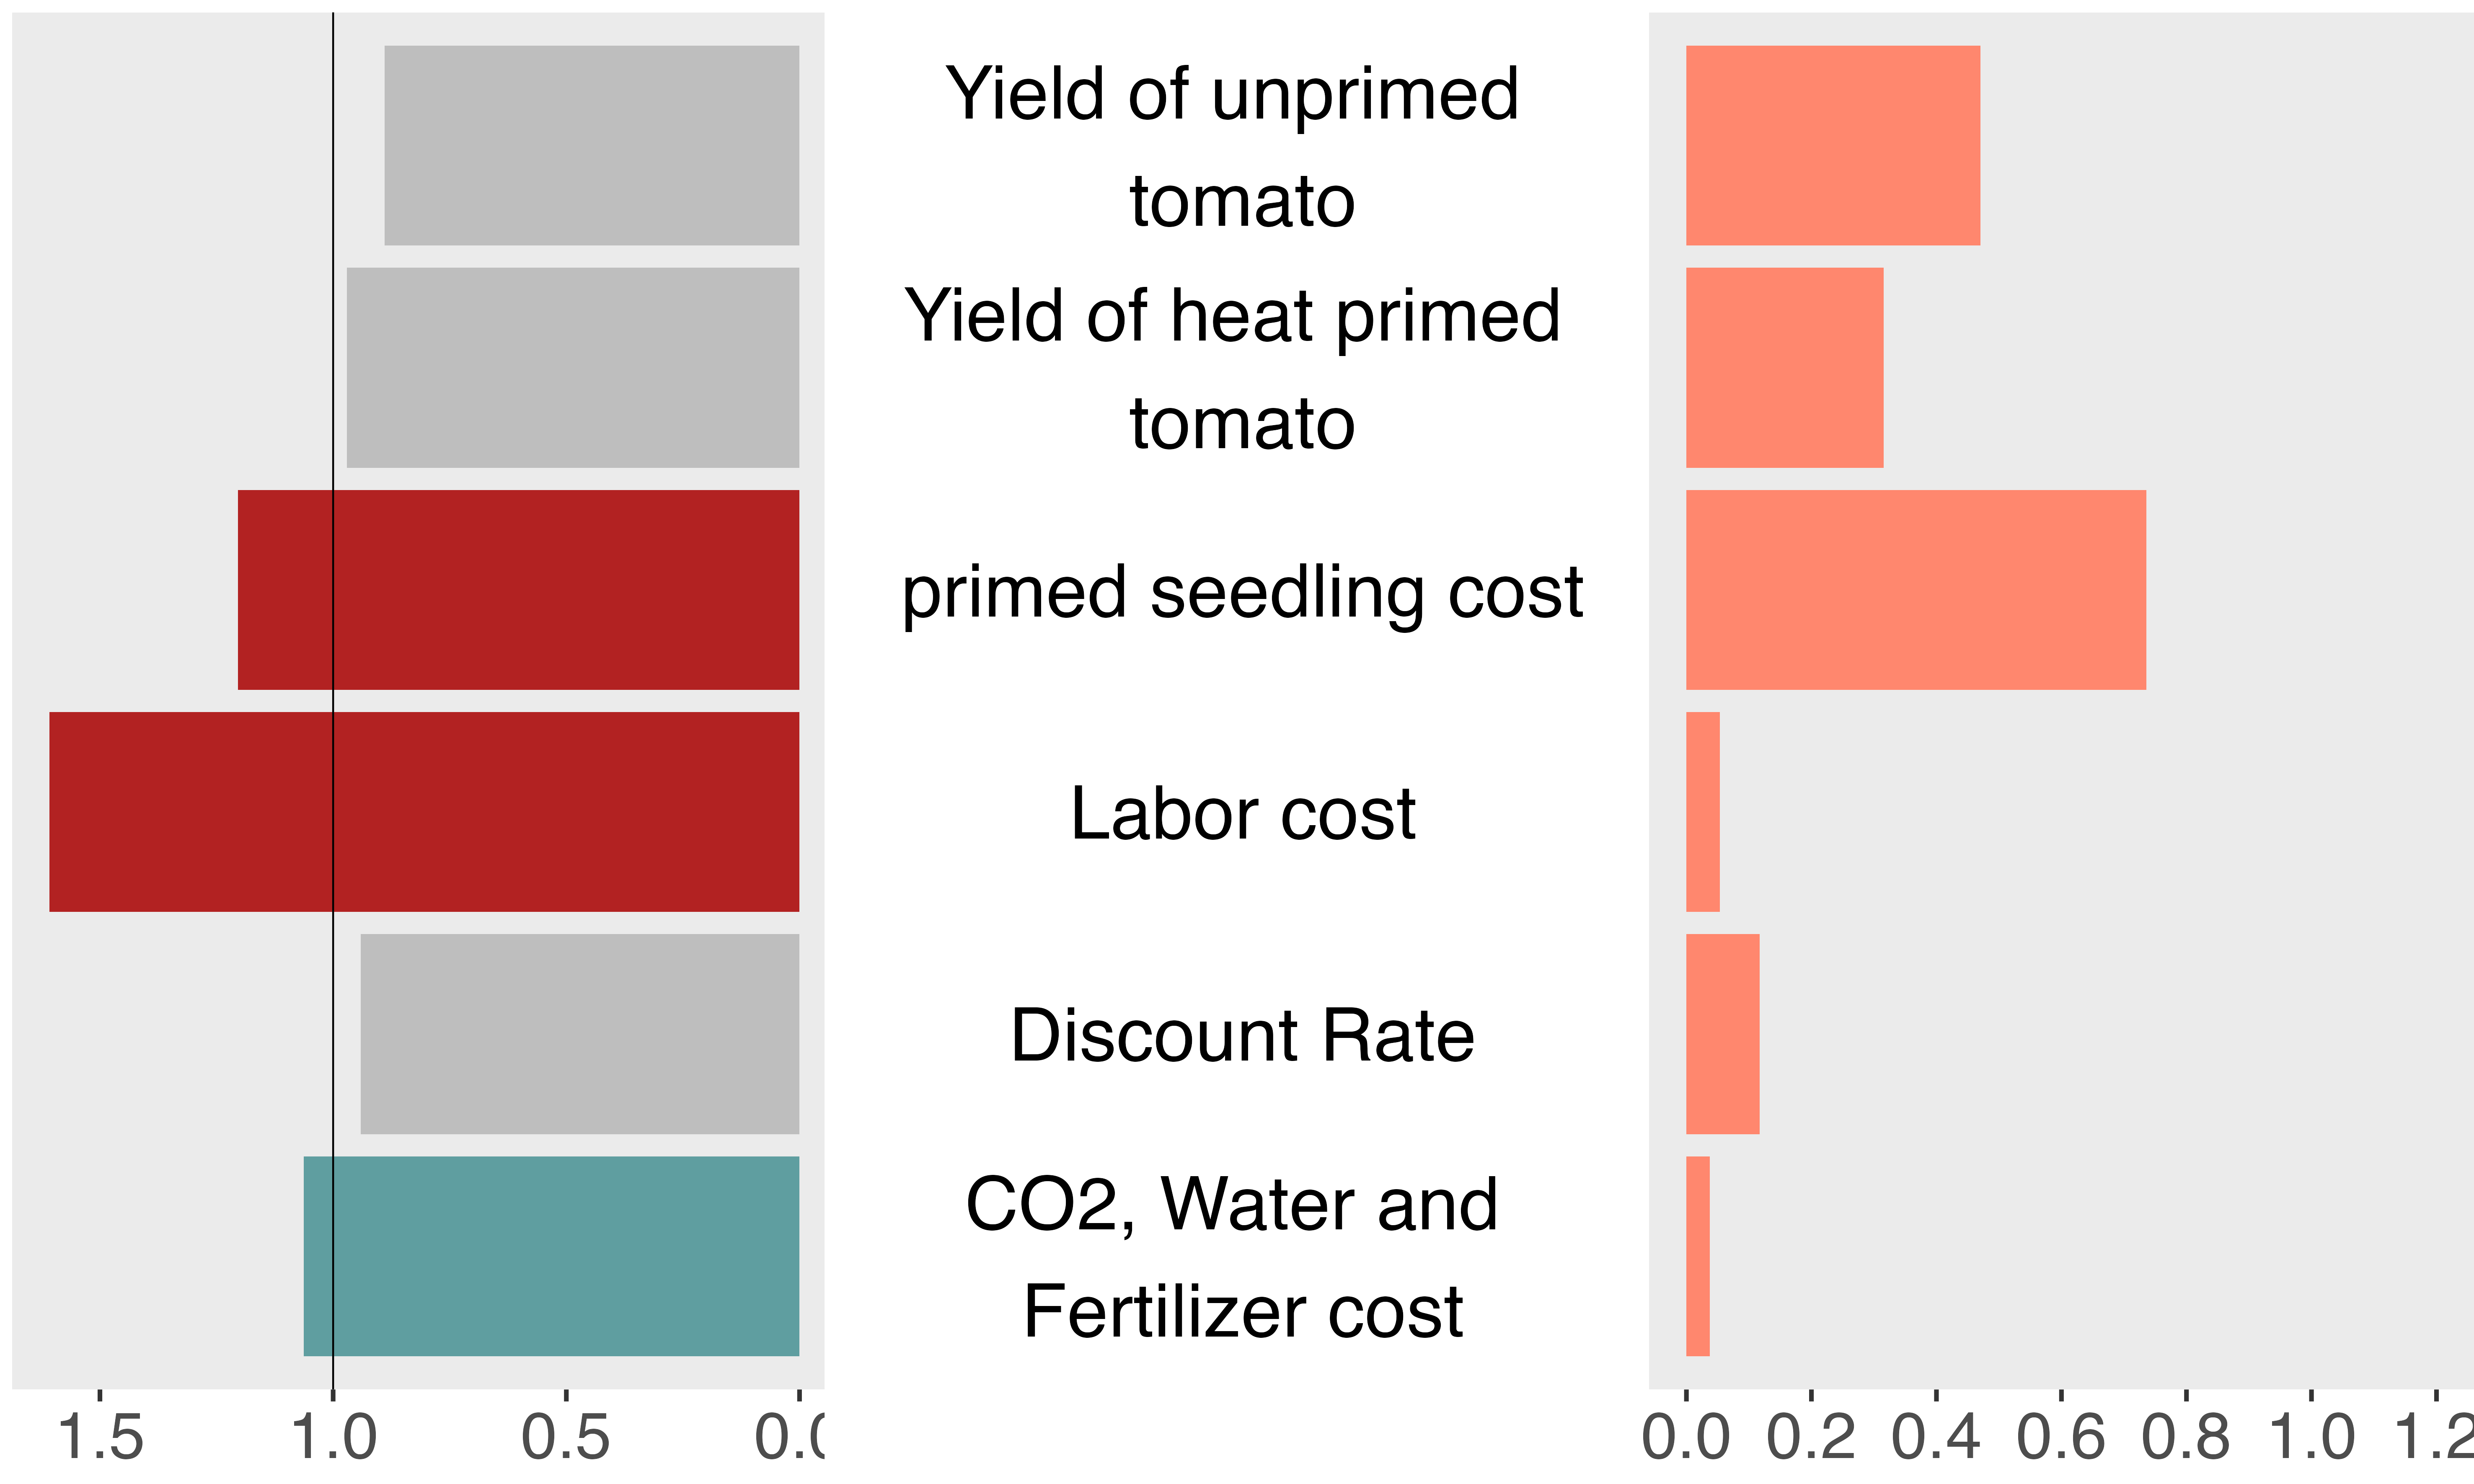 Yield of unprimed
tomato
Yield of heat primed
tomato
primed seedling cost
Labor cost
Discount Rate
CO2, Water and
Fertilizer cost
1.5 1.0 0.5
0.0 0.2 0.4 0.6 0.8 1.0 1.2